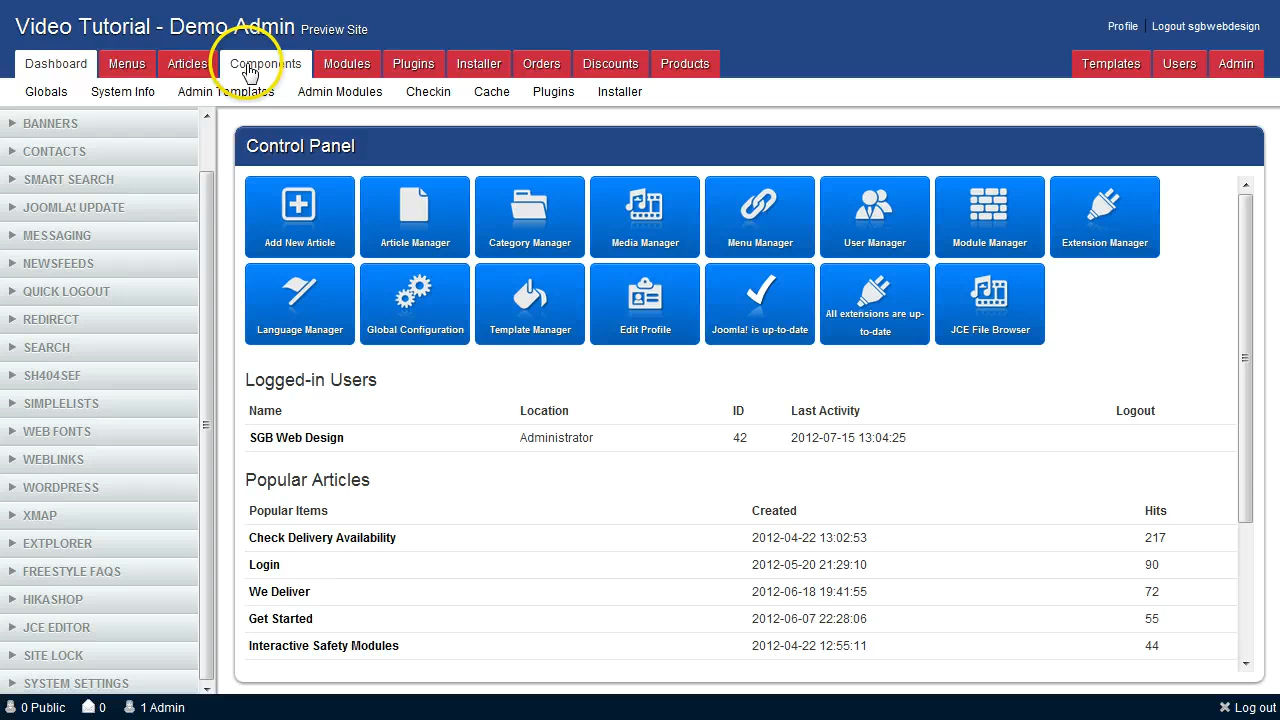 Video Tutorial - Demo Admin Preview Site
Profile Logout sgbwebdesign
Dashboard Menus Articles Components Modules Plugins Installer Orders Discounts Products Templates Users Admin
Globals System Info Admin Templates Admin Modules Checkin Cache Plugins Installer
BANNERS
CONTACTS
SMART SEARCH
JOOMLA! UPDATE
MESSAGING
NEWSFEEDS
QUICK LOGOUT
REDIRECT
SEARCH
SH404SEF
SIMPLELISTS
WEB FONTS
WEBLINKS
WORDPRESS
XMAP
EXTPLORER
FREESTYLE FAQS
HIKASHOP
JCE EDITOR
SITE LOCK
SYSTEM SETTINGS
Control Panel
Add New Article Article Manager Category Manager Media Manager Menu Manager User Manager Module Manager Extension Manager
Language Manager Global Configuration Template Manager Edit Profile Joomla! is up-to-date All extensions are up-
to-date JCE File Browser
Logged-in Users
Name Location ID Last Activity Logout
SGB Web Design Administrator 42 2012-07-15 13:04:25
Popular Articles
Popular Items Created Hits
Check Delivery Availability 2012-04-22 13:02:53 217
Login 2012-05-20 21:29:10 90
We Deliver 2012-06-18 19:41:55 72
Get Started 2012-06-07 22:28:06 55
Interactive Safety Modules 2012-04-22 12:55:11 44
0 Public 0 1 Admin Log out